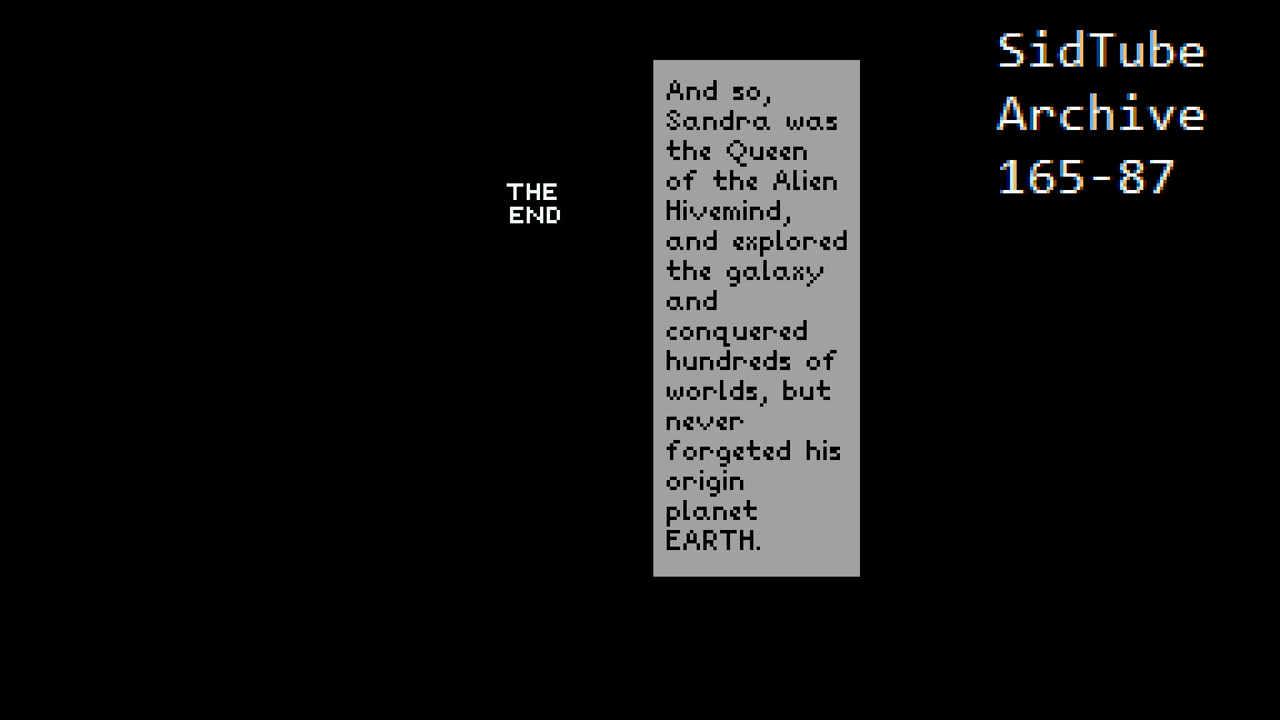 THE
END
And so,
Sandra was
the Queen
of the Alien
Hivemind,
and explored
the galaxy
and
conquered
hundreds of
worlds, but
never
forgeted his
origin
planet
EARTH.
SidTube
Archive
165-87